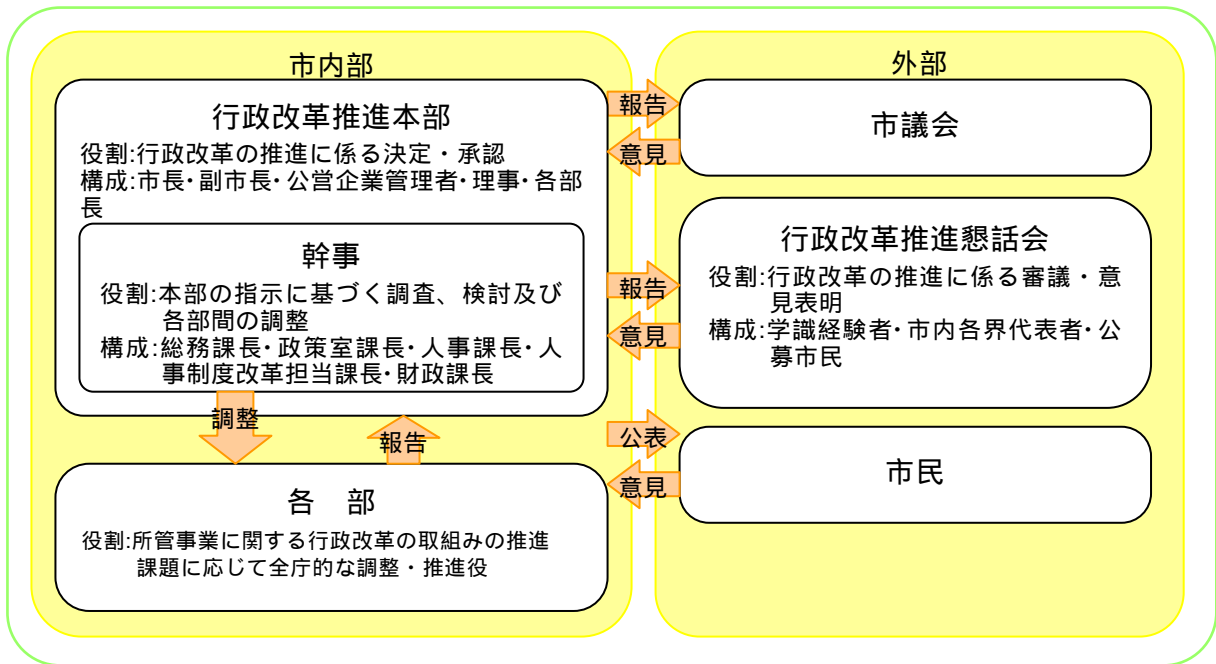 市内部
行政改革推進本部
役割:行政改革の推進に係る決定・承認
構成:市長・副市長・公営企業管理者・理事・各部
長
幹事
役割:本部の指示に基づく調査、検討及び
各部間の調整
構成:総務課長・政策室課長・人事課長・人
事制度改革担当課長・財政課長
調整
報告
各　部
役割:所管事業に関する行政改革の取組みの推進
課題に応じて全庁的な調整・推進役
報告
意見
報告
意見
公表
意見
外部
市議会
行政改革推進懇話会
役割:行政改革の推進に係る審議・意
見表明
構成:学識経験者・市内各界代表者・公
募市民
市民